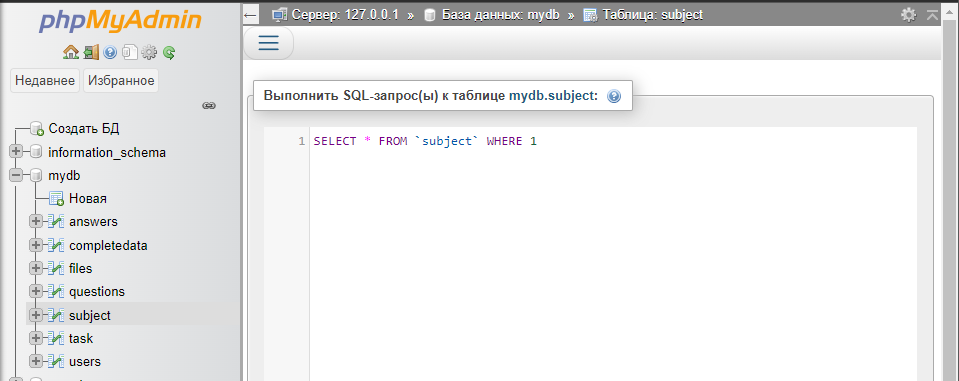 phpMyAdmin
Недавнее Избранное
Создать БД
information_schema
mydb
Новая
answers
completedata
files
questions
subject
task
users
Сервер: 127.0.0.1 » База данных: mydb » Таблица: subject
Выполнить SQL-запрос(ы) к таблице mydb.subject:
1 SELECT * FROM `subject` WHERE 1